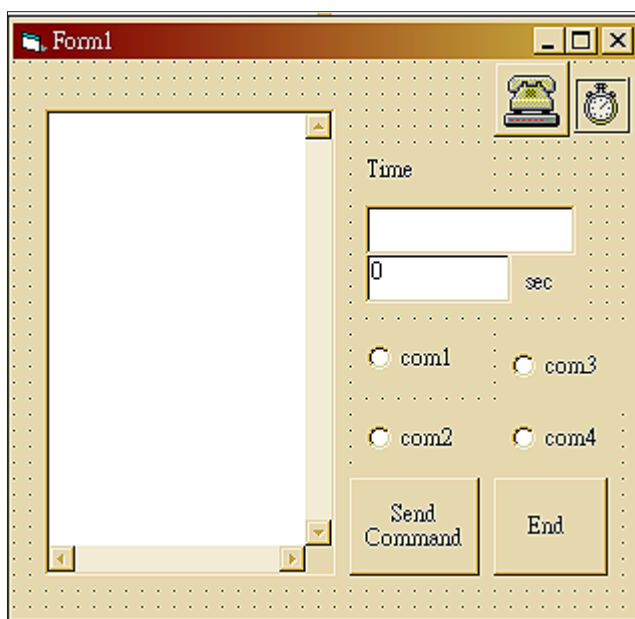 Form1
Time
0
sec
com1
com3
com2
com4
Send
Command
End